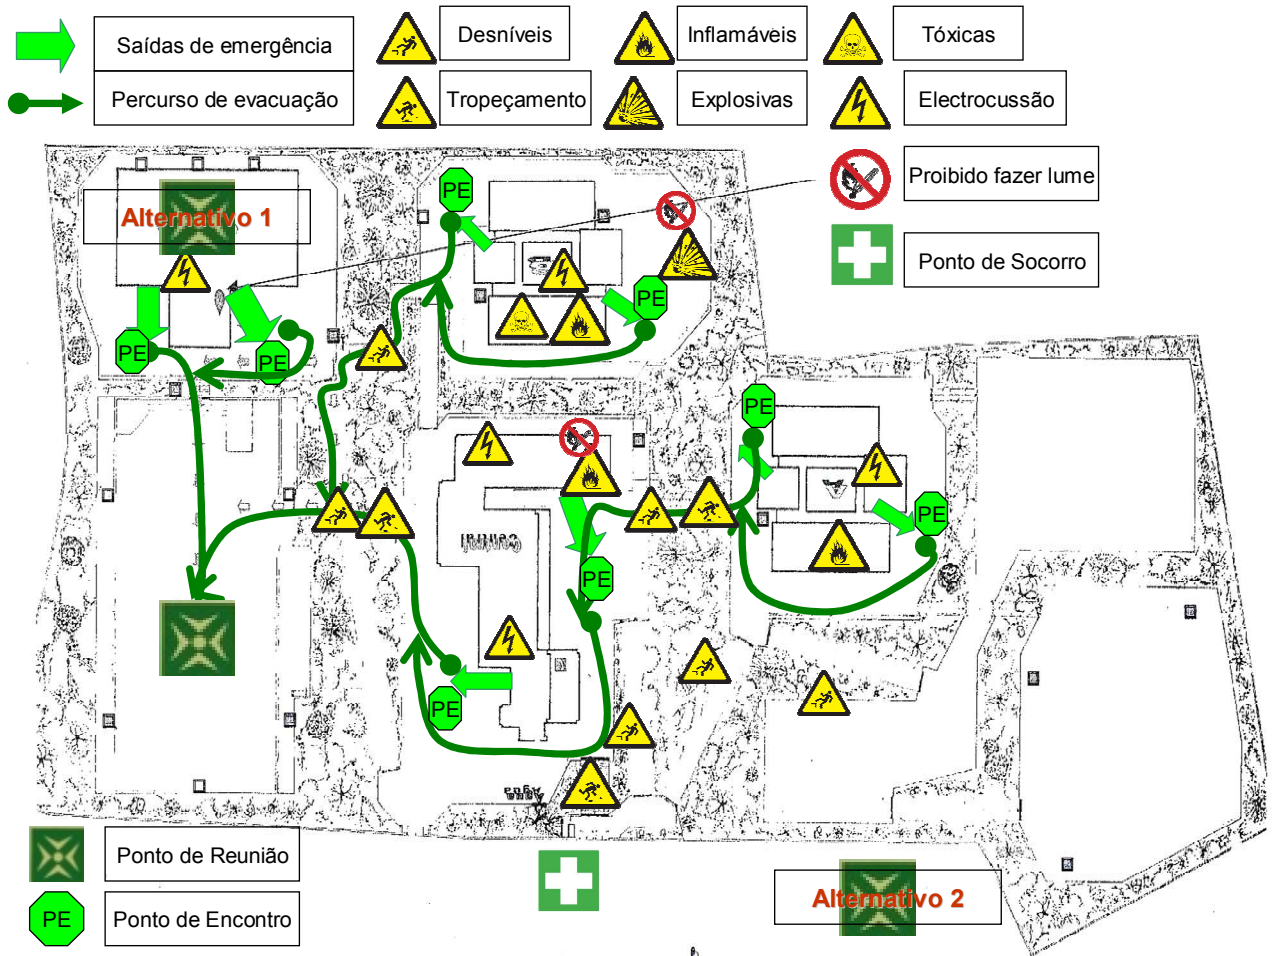 Saídas de emergência
Desníveis
Inflamáveis
Tóxicas
Percurso de evacuação
Tropeçamento
Explosivas
Electrocussão
Proibido fazer lume
PE
Alternativo 1
Ponto de Socorro
PE
PE
PE
PE
PE
PE
PE
Ponto de Reunião
Alternativo 2
PE
Ponto de Encontro